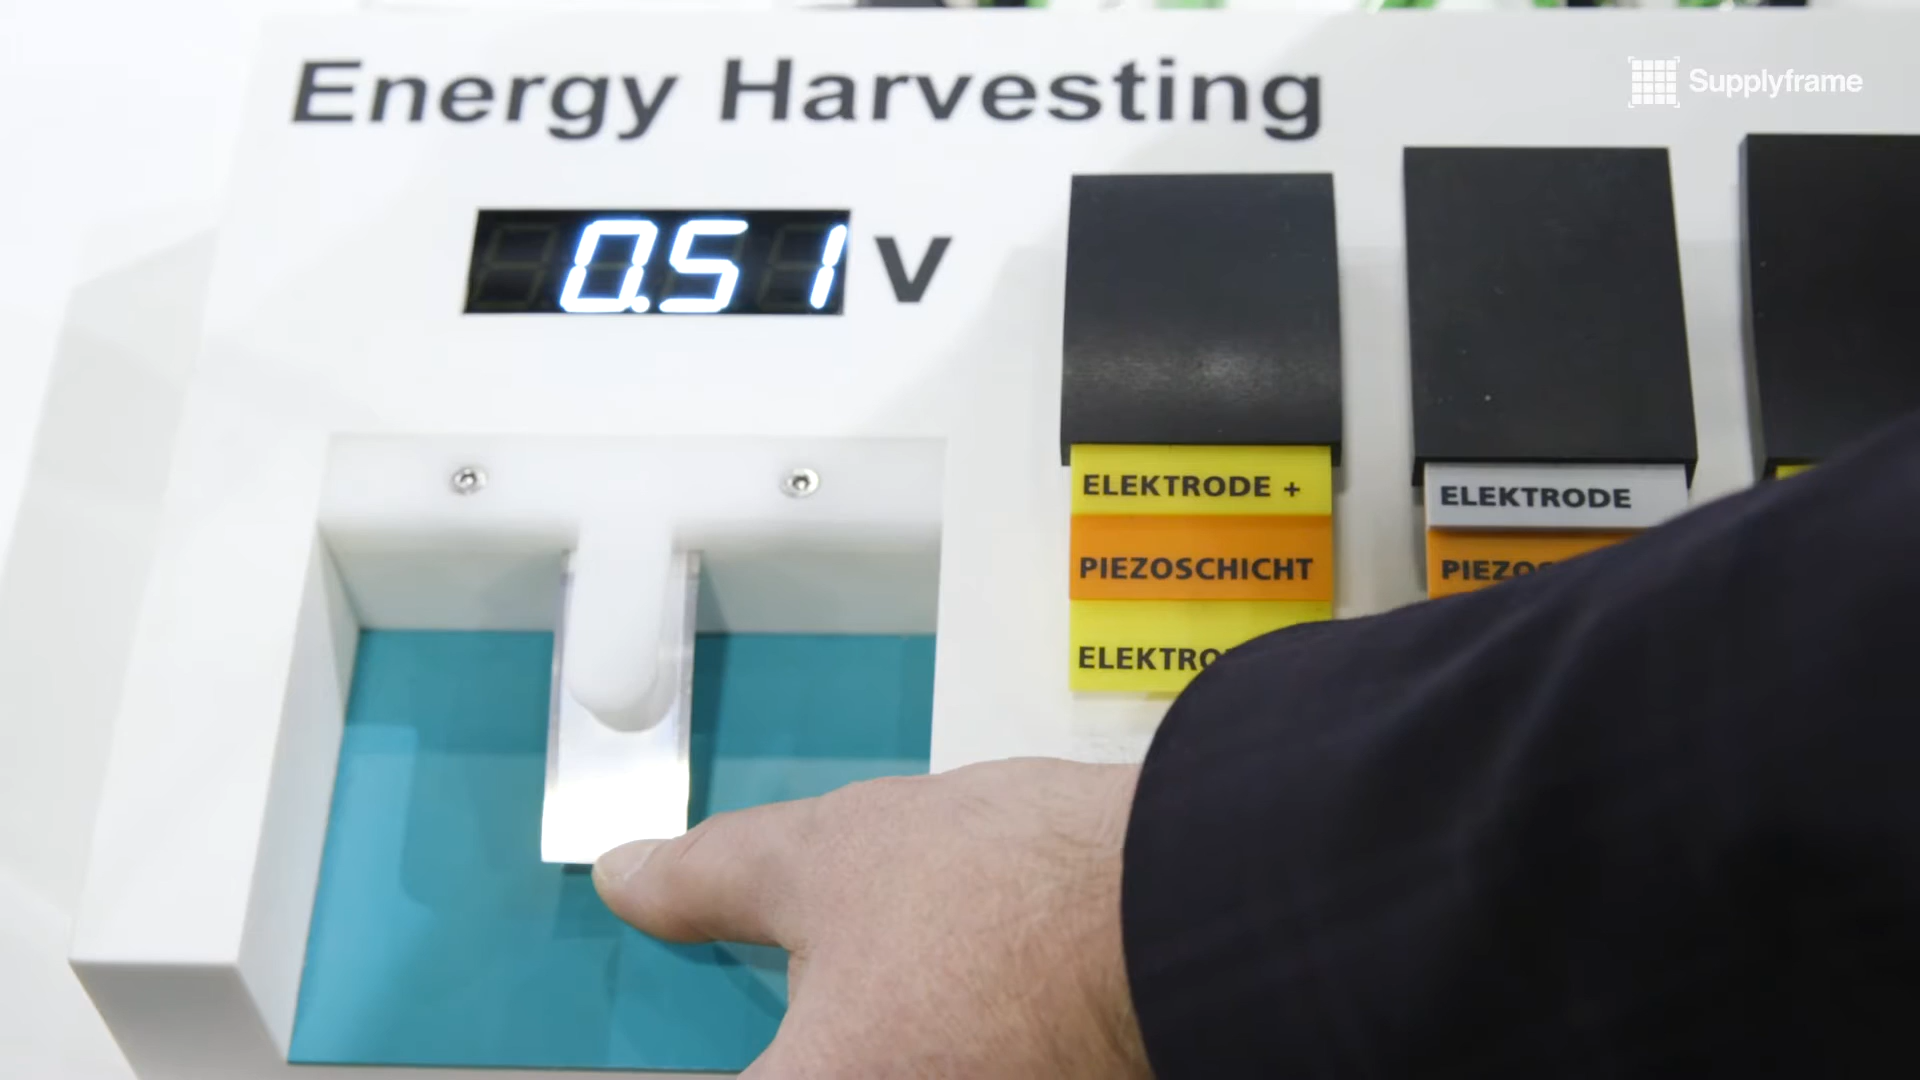 Energy Harvesting
Supplyframe
0.51 V
ELEKTRODE +
PIEZOSCHICHT
ELEKTRODE